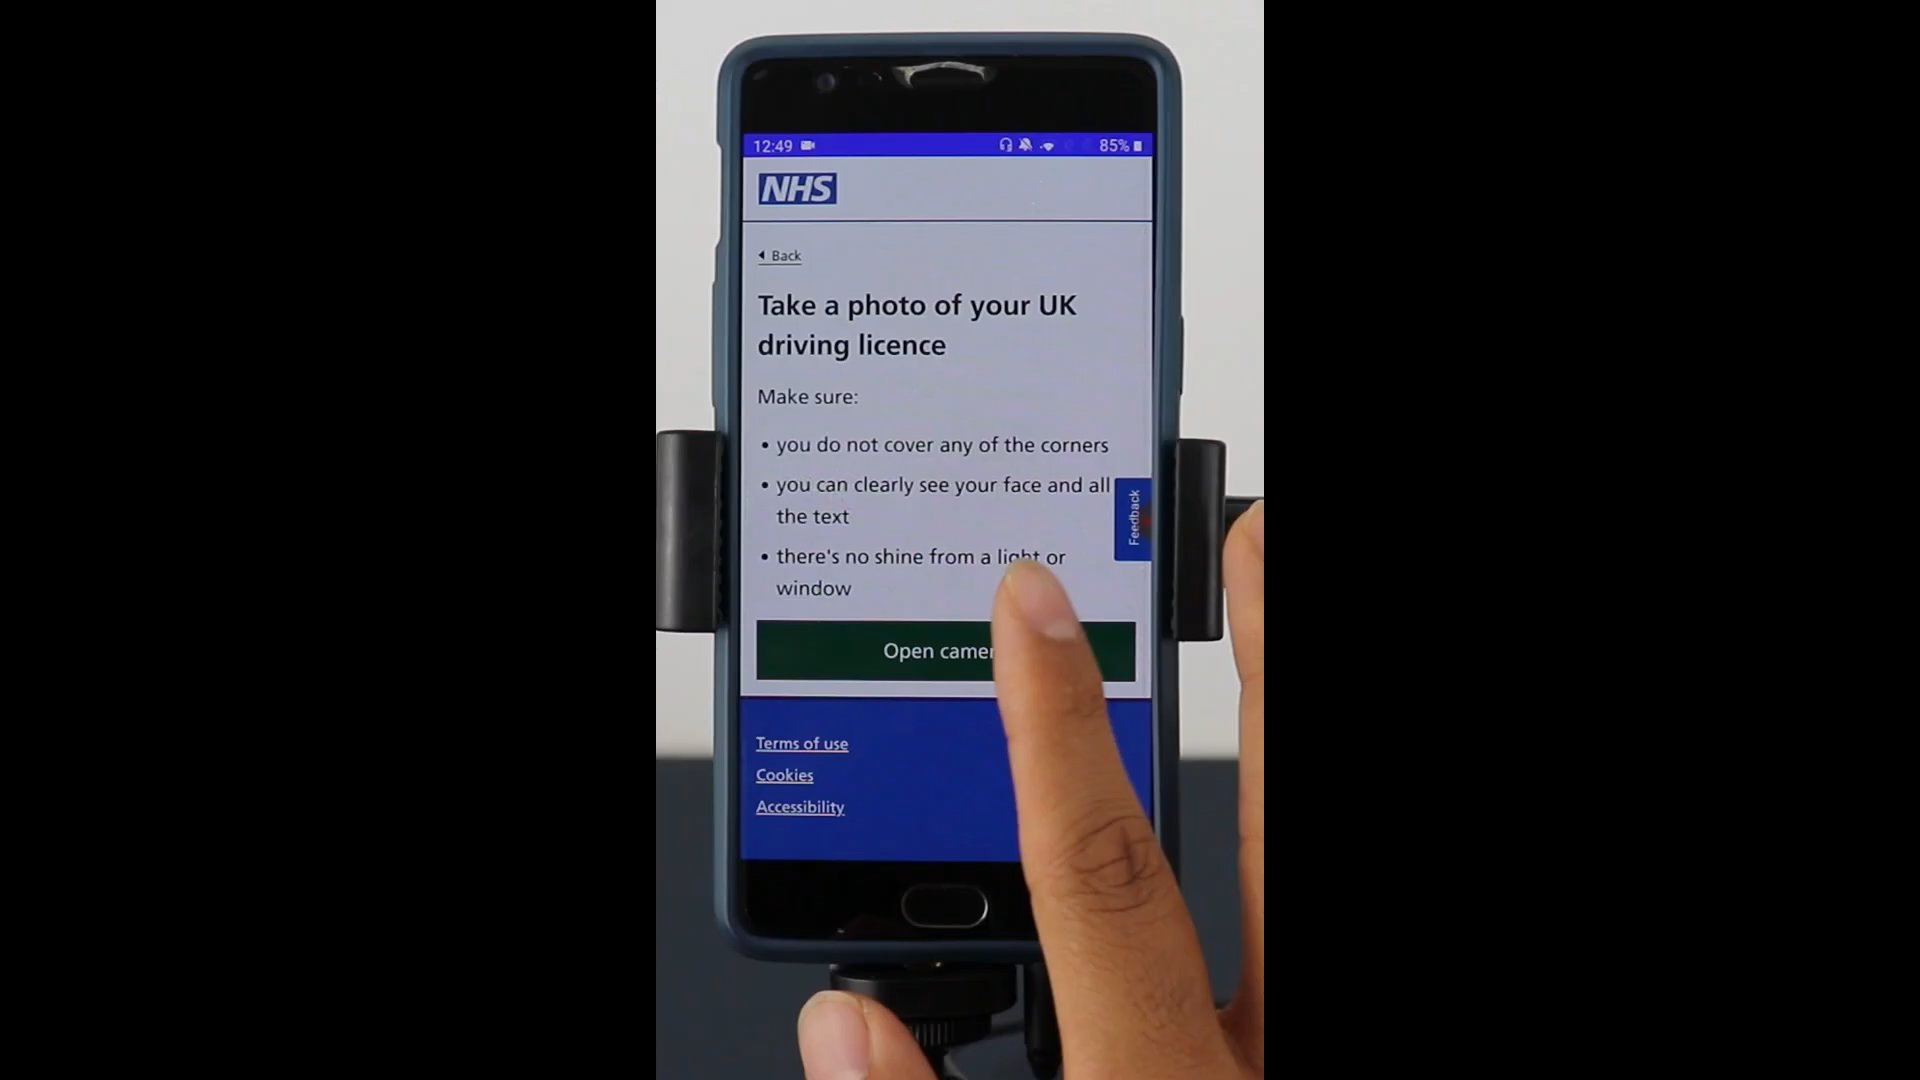 12:49 85%
NHS
Back
Take a photo of your UK
driving licence
Make sure:
• you do not cover any of the corners
• you can clearly see your face and all
the text
• there's no shine from a light or
window
Feedback
Open camer
Terms of use
Cookies
Accessibility